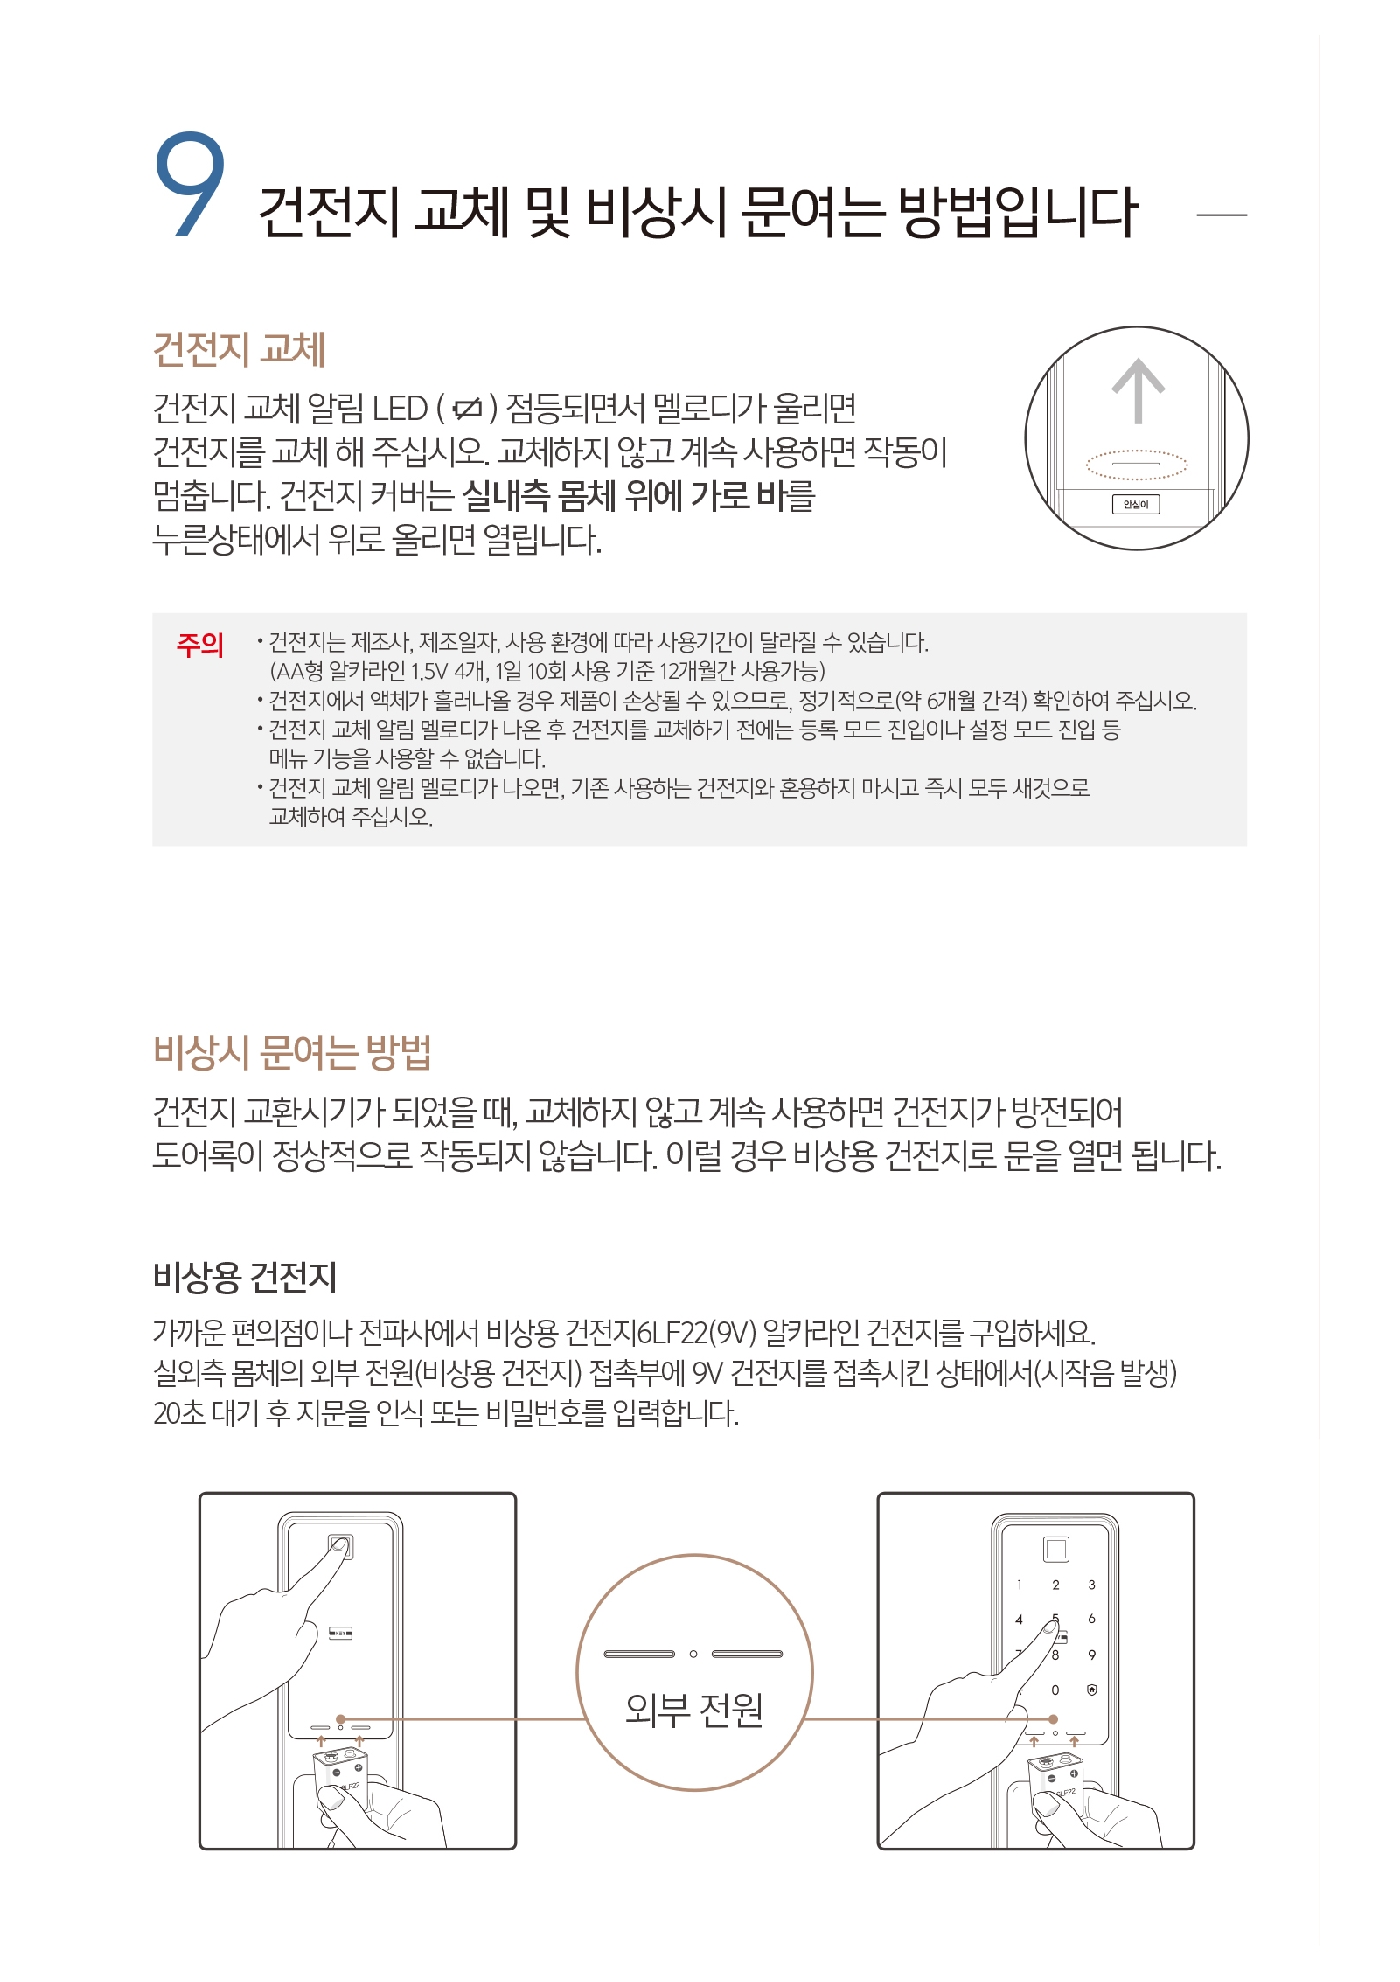 9 건전지 교체 및 비상시 문여는 방법입니다
건전지 교체
건전지 교체 알림 LED ( ) 점등되면서 멜로디가 울리면
건전지를 교체 해 주십시오. 교체하지 않고 계속 사용하면 작동이
멈춥니다. 건전지 커버는 실내측 몸체 위에 가로 바를
누른상태에서 위로 올리면 열립니다.
안심이
주의
• 건전지는 제조사, 제조일자, 사용 환경에 따라 사용기간이 달라질 수 있습니다.
(AA형 알카라인 1.5V 4개, 1일 10회 사용 기준 12개월간 사용가능)
• 건전지에서 액체가 흘러나올 경우 제품이 손상될 수 있으므로, 정기적으로(약 6개월 간격) 확인하여 주십시오.
• 건전지 교체 알림 멜로디가 나온 후 건전지를 교체하기 전에는 등록 모드 진입이나 설정 모드 진입 등
메뉴 기능을 사용할 수 없습니다.
• 건전지 교체 알림 멜로디가 나오면, 기존 사용하는 건전지와 혼용하지 마시고 즉시 모두 새것으로
교체하여 주십시오.
비상시 문여는 방법
건전지 교환시기가 되었을 때, 교체하지 않고 계속 사용하면 건전지가 방전되어
도어록이 정상적으로 작동되지 않습니다. 이럴 경우 비상용 건전지로 문을 열면 됩니다.
비상용 건전지
가까운 편의점이나 전파사에서 비상용 건전지6LF22(9V) 알카라인 건전지를 구입하세요.
실외측 몸체의 외부 전원(비상용 건전지) 접촉부에 9V 건전지를 접촉시킨 상태에서(시작음 발생)
20초 대기 후 지문을 인식 또는 비밀번호를 입력합니다.
외부 전원
1 2 3
4 5 6
7 8 9
0
6LF22
6LF22